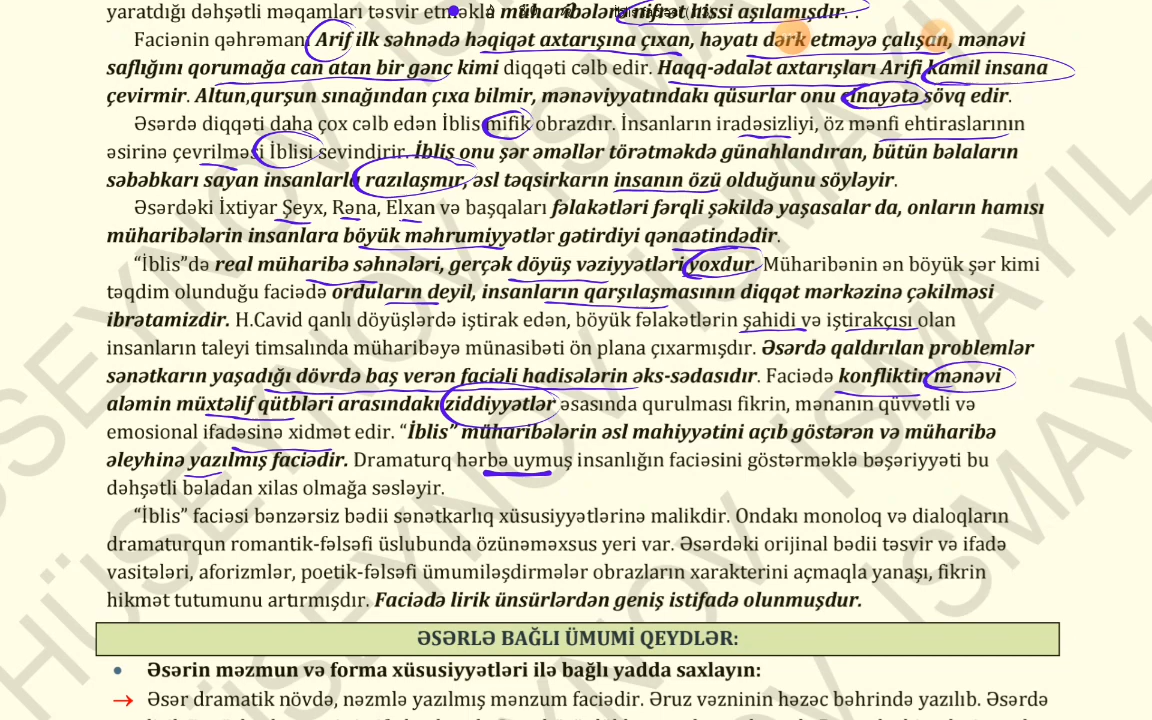 yaratdığı dəhşətli məqamları təsvir etməklə müharibələrə nifrət hissi aşılamışdır.
Faciənin qəhrəmanı Arif ilk səhnədə həqiqət axtarışına çıxan, həyatı dərk etməyə çalışan, mənəvi
saflığını qorumağa can atan bir gənc kimi diqqəti cəlb edir. Haqq-ədalət axtarışları Arifi kamil insana
çevirmir. Altun,qurşun sınağından çıxa bilmir, mənəviyyatındakı qüsurlar onu cinayətə sövq edir.
Əsərdə diqqəti daha çox cəlb edən İblis mifik obrazdır. İnsanların iradəsizliyi, öz mənfi ehtiraslarının
əsirinə çevrilməsi İblisi sevindirir. İblis onu şər əməllər törətməkdə günahlandıran, bütün bəlaların
səbəbkarı sayan insanlarla razılaşmır, əsl təqsirkarın insanın özü olduğunu söyləyir.
Əsərdəki İxtiyar Şeyx, Rəna, Elxan və başqaları fəlakətləri fərqli şəkildə yaşasalar da, onların hamısı
müharibələrin insanlara böyük məhrumiyyətlər gətirdiyi qənaətindədir.
“İblis”də real müharibə səhnələri, gerçək döyüş vəziyyətləri yoxdur. Müharibənin ən böyük şər kimi
təqdim olunduğu faciədə orduların deyil, insanların qarşılaşmasının diqqət mərkəzinə çəkilməsi
ibrətamizdir. H.Cavid qanlı döyüşlərdə iştirak edən, böyük fəlakətlərin şahidi və iştirakçısı olan
insanların taleyi timsalında müharibəyə münasibəti ön plana çıxarmışdır. Əsərdə qaldırılan problemlər
sənətkarın yaşadığı dövrdə baş verən faciəli hadisələrin əks-sədasıdır. Faciədə konfliktin mənəvi
aləmin müxtəlif qütbləri arasındakı ziddiyyətlər əsasında qurulması fikrin, mənanın qüvvətli və
emosional ifadəsinə xidmət edir. “İblis” müharibələrin əsl mahiyyətini açıb göstərən və müharibə
əleyhinə yazılmış faciədir. Dramaturq hərbə uymuş insanlığın faciəsini göstərməklə bəşəriyyəti bu
dəhşətli bəladan xilas olmağa səsləyir.
“İblis” faciəsi bənzərsiz bədii sənətkarlıq xüsusiyyətlərinə malikdir. Ondakı monoloq və dialoqların
dramaturqun romantik-fəlsəfi üslubunda özünəməxsus yeri var. Əsərdəki orijinal bədii təsvir və ifadə
vasitələri, aforizmlər, poetik-fəlsəfi ümumiləşdirmələr obrazların xarakterini açmaqla yanaşı, fikrin
hikmət tutumunu artırmışdır. Faciədə lirik ünsürlərdən geniş istifadə olunmuşdur.
ƏSƏRLƏ BAĞLI ÜMUMİ QEYDLƏR:
• Əsərin məzmun və forma xüsusiyyətləri ilə bağlı yadda saxlayın:
→ Əsər dramatik növdə, nəzmlə yazılmış mənzum faciədir. Əruz vəzninin həzəc bəhrində yazılıb. Əsərdə
HÜSEYNOV İSMAYIL